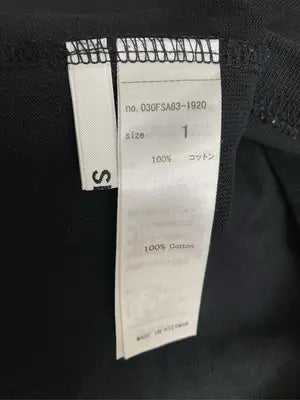 no. 030FSA83-1920
size 1
100% コットン
100% Cotton
MADE IN VIETNAM
S